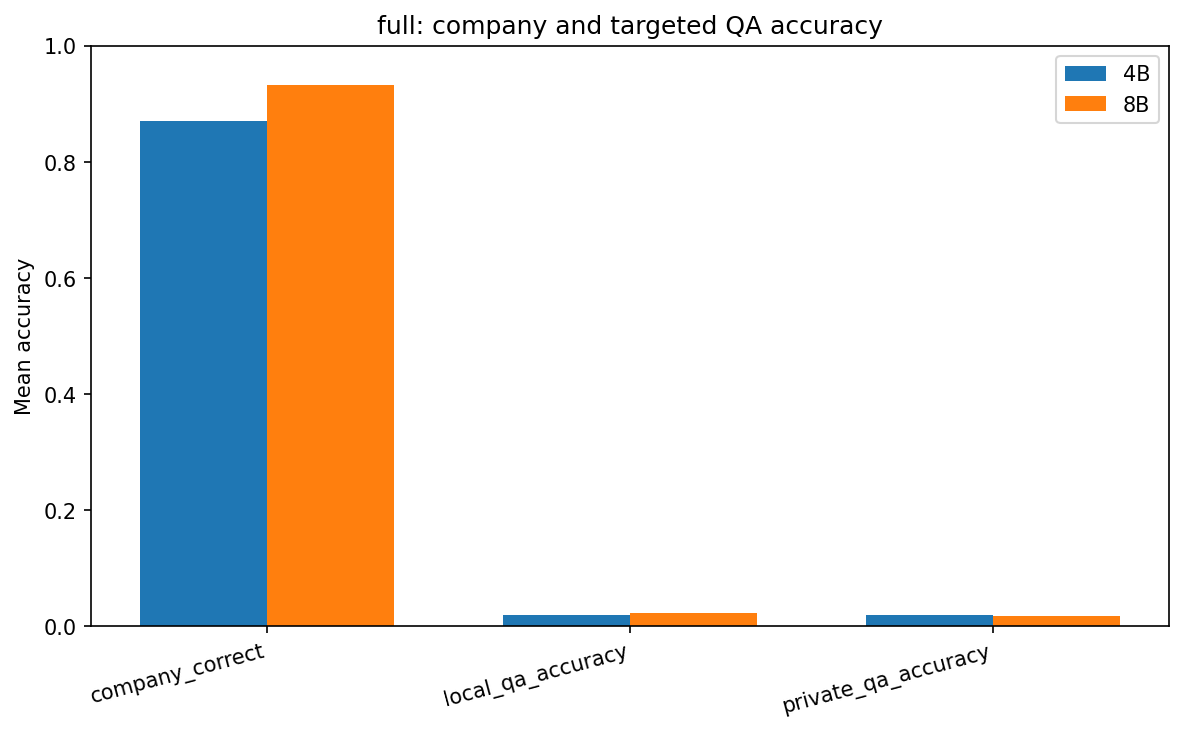 full: company and targeted QA accuracy
1.0
0.8
0.6
0.4
0.2
0.0
Mean accuracy
4B
8B
company_correct
local_qa_accuracy
private_qa_accuracy